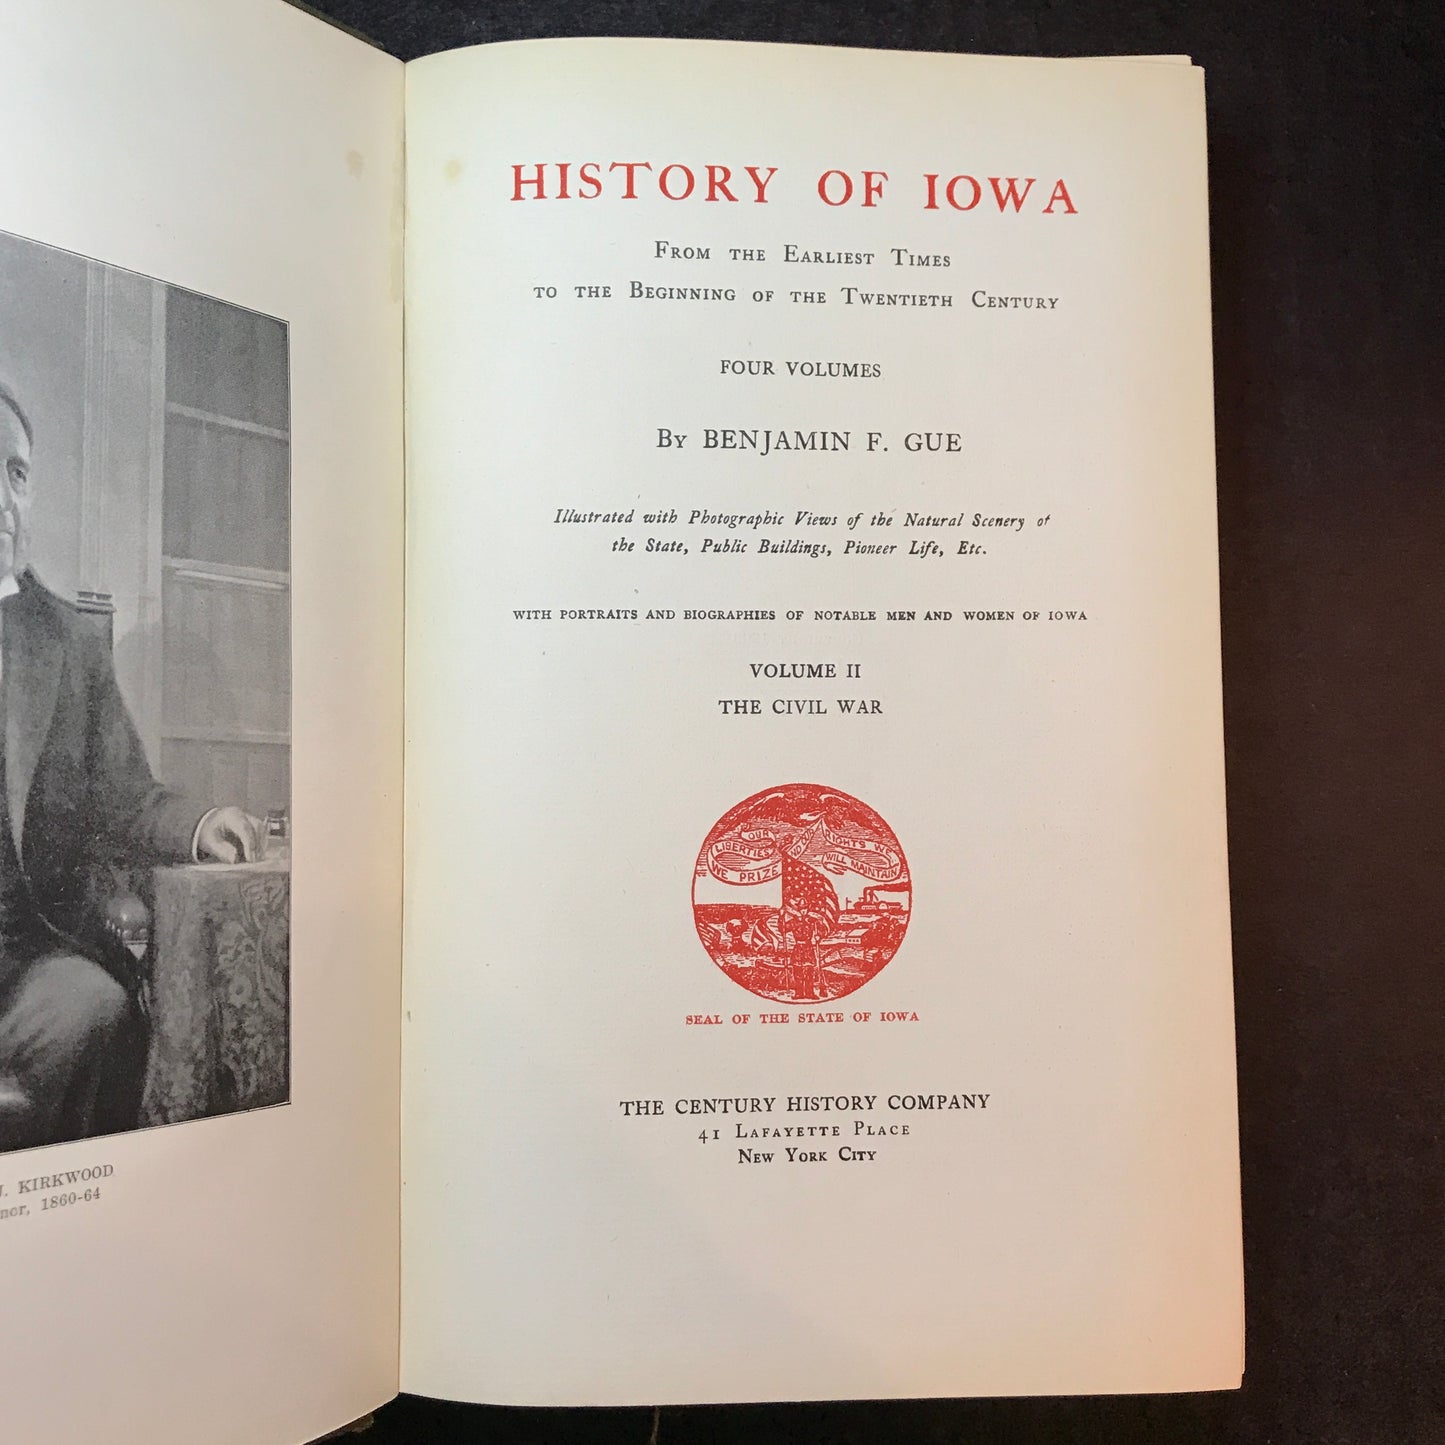 J. KIRKWOOD
nor, 1860-64
HISTORY OF IOWA
FROM THE EARLIEST TIMES
TO THE BEGINNING OF THE TWENTIETH CENTURY
FOUR VOLUMES
BY BENJAMIN F. GUE
Illustrated with Photographic Views of the Natural Scenery of
the State, Public Buildings, Pioneer Life, Etc.
WITH PORTRAITS AND BIOGRAPHIES OF NOTABLE MEN AND WOMEN OF IOWA
VOLUME II
THE CIVIL WAR
OUR
LIBERTIES
WE PRIZE
AND OUR
RIGHTS WE
WILL MAINTAIN
SEAL OF THE STATE OF IOWA
THE CENTURY HISTORY COMPANY
41 LAFAYETTE PLACE
NEW YORK CITY